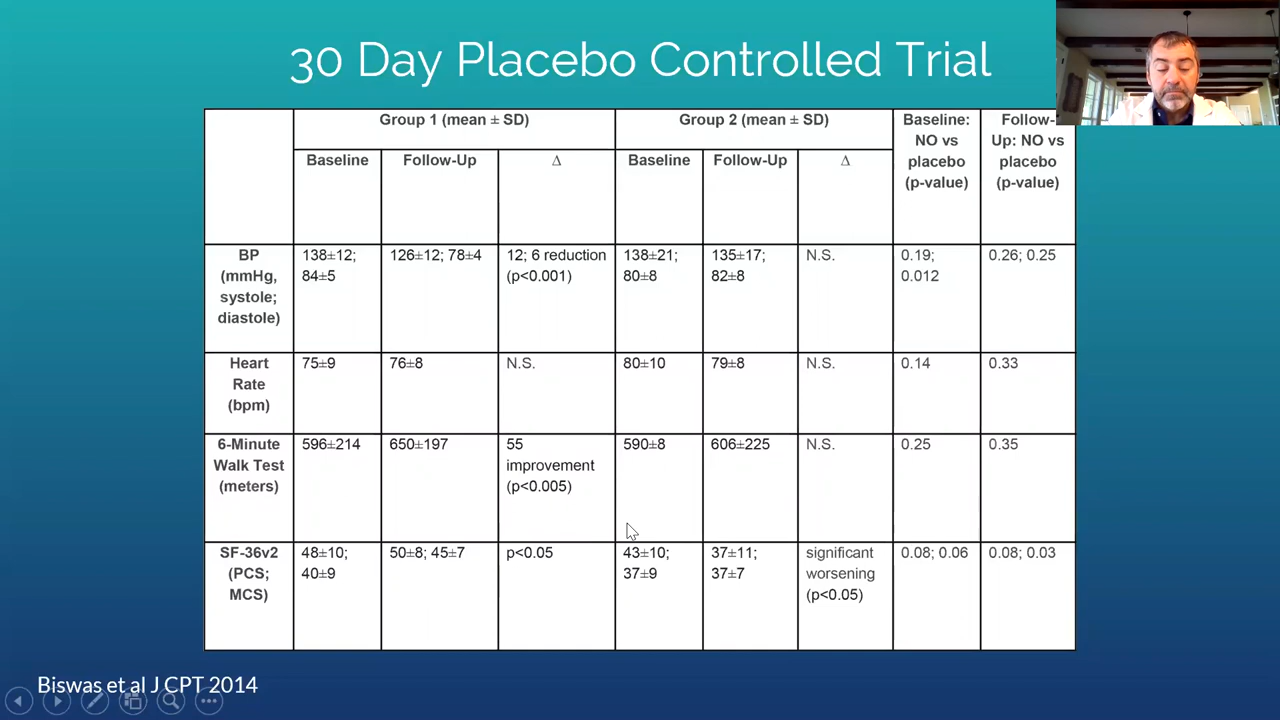 30 Day Placebo Controlled Trial
Group 1 (mean ± SD)
Group 2 (mean ± SD)
Baseline:
NO vs
placebo
(p-value)
Follow-
Up: NO vs
placebo
(p-value)
Baseline
Follow-Up
Δ
Baseline
Follow-Up
Δ
BP
(mmHg,
systole;
diastole)
138±12;
84±5
126±12; 78±4
12; 6 reduction
(p<0.001)
138±21;
80±8
135±17;
82±8
N.S.
0.19;
0.012
0.26; 0.25
Heart
Rate
(bpm)
75±9
76±8
N.S.
80±10
79±8
N.S.
0.14
0.33
6-Minute
Walk Test
(meters)
596±214
650±197
55
improvement
(p<0.005)
590±8
606±225
N.S.
0.25
0.35
SF-36v2
(PCS;
MCS)
48±10;
40±9
50±8; 45±7
p<0.05
43±10;
37±9
37±11;
37±7
significant
worsening
(p<0.05)
0.08; 0.06
0.08; 0.03
Biswas et al J CPT 2014